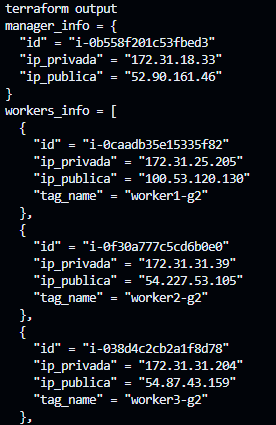 terraform output
manager_info = {
  "id" = "i-0b558f201c53fbed3"
  "ip_privada" = "172.31.18.33"
  "ip_publica" = "52.90.161.46"
}
workers_info = [
  {
    "id" = "i-0caadb35e15335f82"
    "ip_privada" = "172.31.25.205"
    "ip_publica" = "100.53.120.130"
    "tag_name" = "worker1-g2"
  },
  {
    "id" = "i-0f30a777c5cd6b0e0"
    "ip_privada" = "172.31.31.39"
    "ip_publica" = "54.227.53.105"
    "tag_name" = "worker2-g2"
  },
  {
    "id" = "i-038d4c2cb2a1f8d78"
    "ip_privada" = "172.31.31.204"
    "ip_publica" = "54.87.43.159"
    "tag_name" = "worker3-g2"
  },